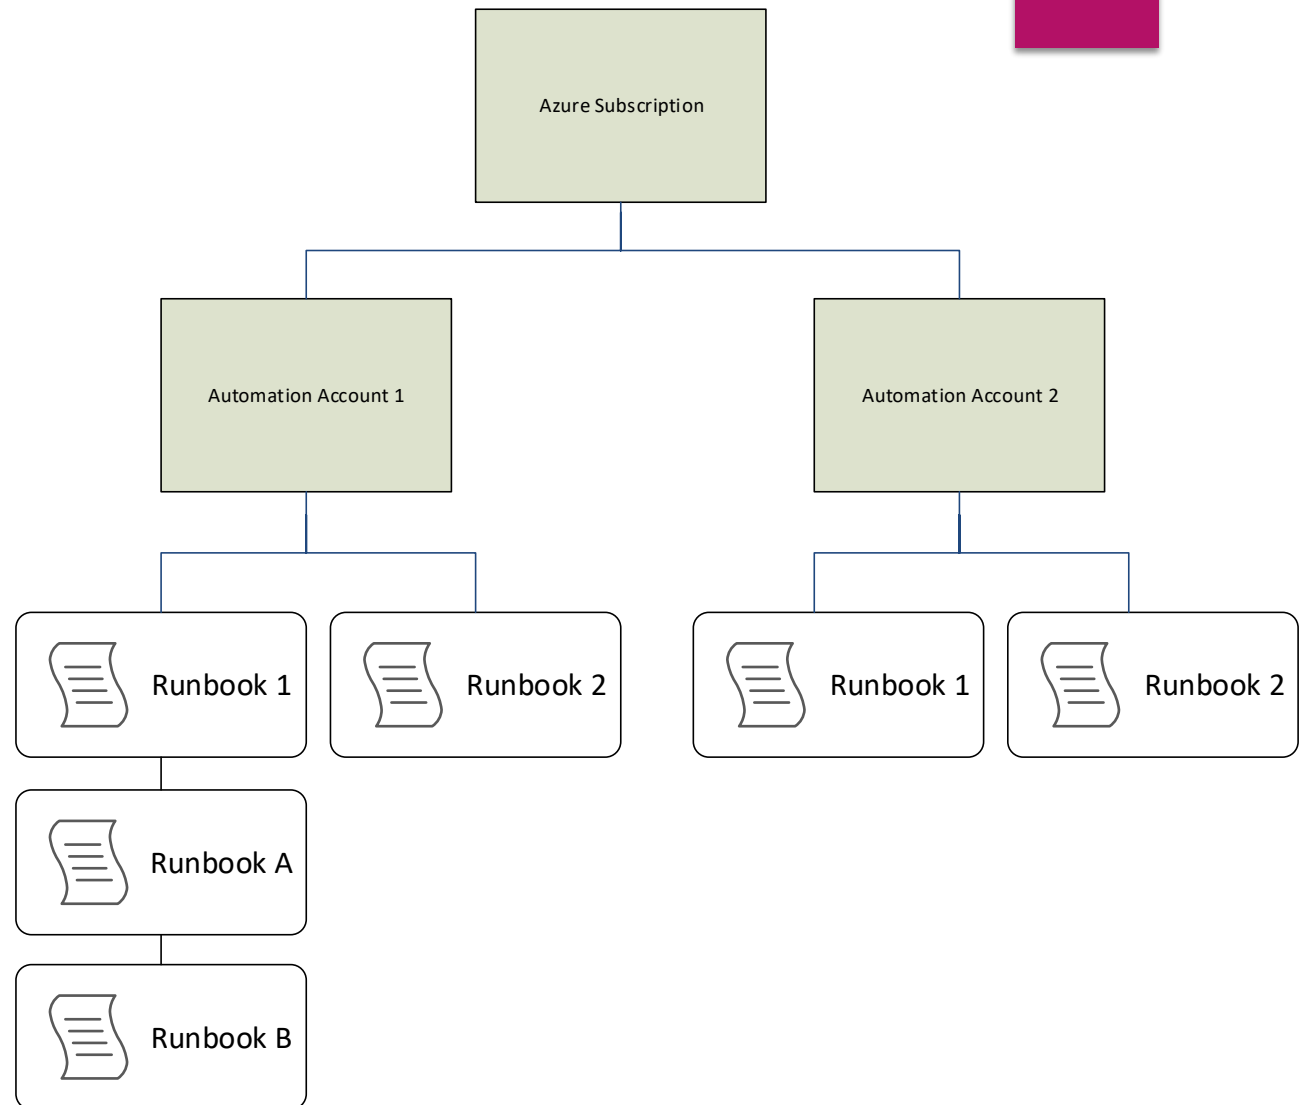 Azure Subscription
Automation Account 1
Automation Account 2
Runbook 1
Runbook 2
Runbook 1
Runbook 2
Runbook A
Runbook B